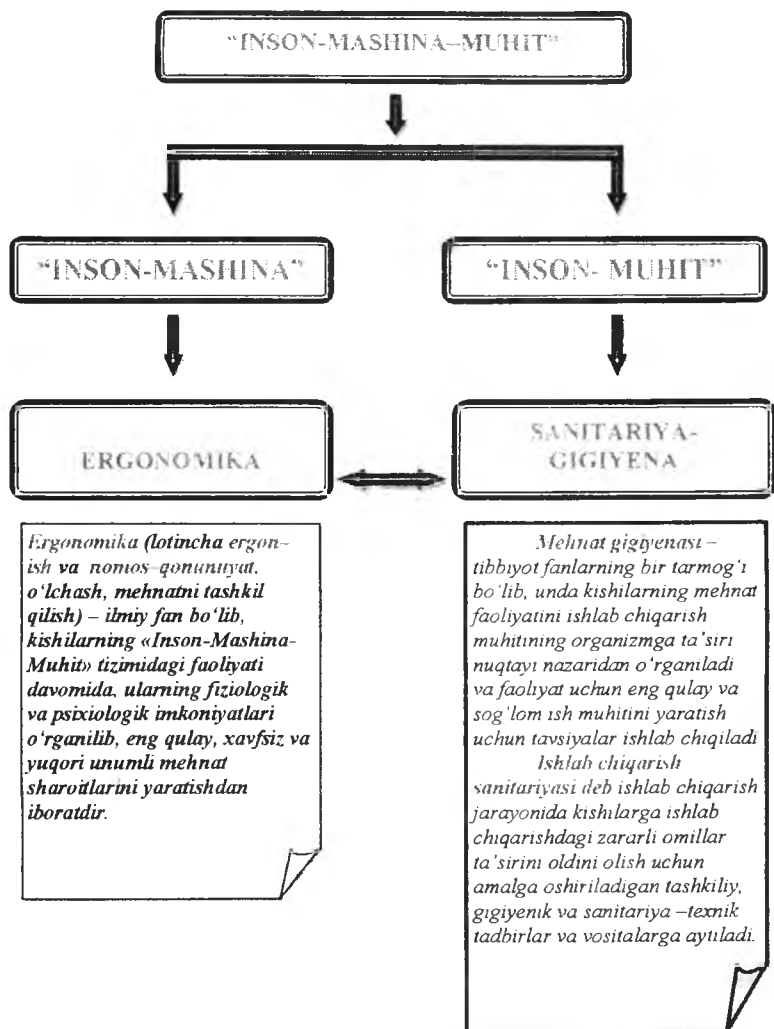 “INSON-MASHINA–MUHIT”
“INSON-MASHINA”
“INSON- MUHIT”
ERGONOMIKA
SANITARIYA-
GIGIYENA
Ergonomika (lotincha ergon–
ish va nomos–qonunuyat,
o‘lchash, mehnatni tashkil
qilish) – ilmiy fan bo‘lib,
kishilarning «Inson-Mashina-
Muhit» tizimidagi faoliyati
davomida, ularning fiziologik
va psixiologik imkoniyatlari
o‘rganilib, eng qulay, xavfsiz va
yuqori unumli mehnat
sharoitlarini yaratishdan
iboratdir.
Mehnat gigiyenasi –
tibbiyot fanlarning bir tarmog‘i
bo‘lib, unda kishilarning mehnat
faoliyatini ishlab chiqarish
muhitining organizmga ta’siri
nuqtayi nazaridan o‘rganiladi
va faoliyat uchun eng qulay va
sog‘lom ish muhitini yaratish
uchun tavsiyalar ishlab chiqiladi
Ishlab chiqarish
sanitariyasi deb ishlab chiqarish
jarayonida kishilarga ishlab
chiqarishdagi zararli omillar
ta’sirini oldini olish uchun
amalga oshiriladigan tashkiliy,
gigiyenik va sanitariya –texnik
tadbirlar va vositalarga aytiladi.